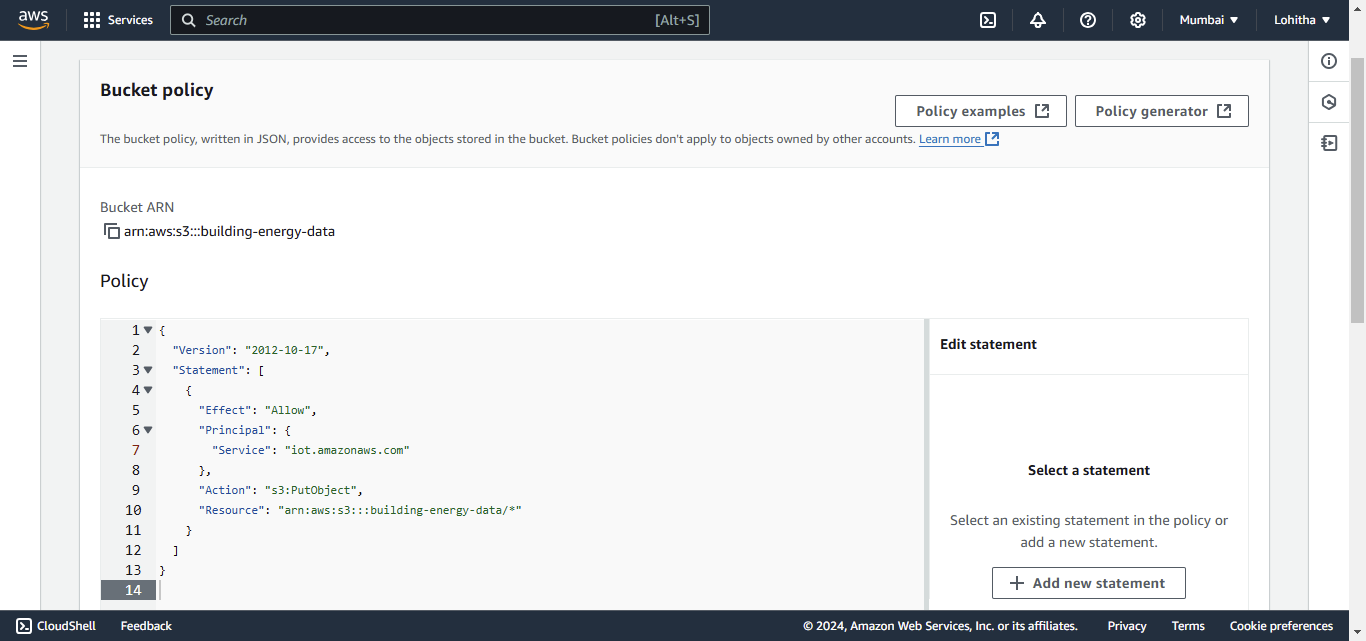 aws
Services
Search
[Alt+S]
Mumbai
Lohitha
Bucket policy
Policy examples
Policy generator
The bucket policy, written in JSON, provides access to the objects stored in the bucket. Bucket policies don't apply to objects owned by other accounts. Learn more
Bucket ARN
arn:aws:s3:::building-energy-data
Policy
1 {
2 "Version": "2012-10-17",
3 "Statement": [
4 {
5 "Effect": "Allow",
6 "Principal": {
7 "Service": "iot.amazonaws.com"
8 },
9 "Action": "s3:PutObject",
10 "Resource": "arn:aws:s3:::building-energy-data/*"
11 }
12 ]
13 }
14
Edit statement
Select a statement
Select an existing statement in the policy or
add a new statement.
Add new statement
CloudShell
Feedback
© 2024, Amazon Web Services, Inc. or its affiliates.
Privacy
Terms
Cookie preferences